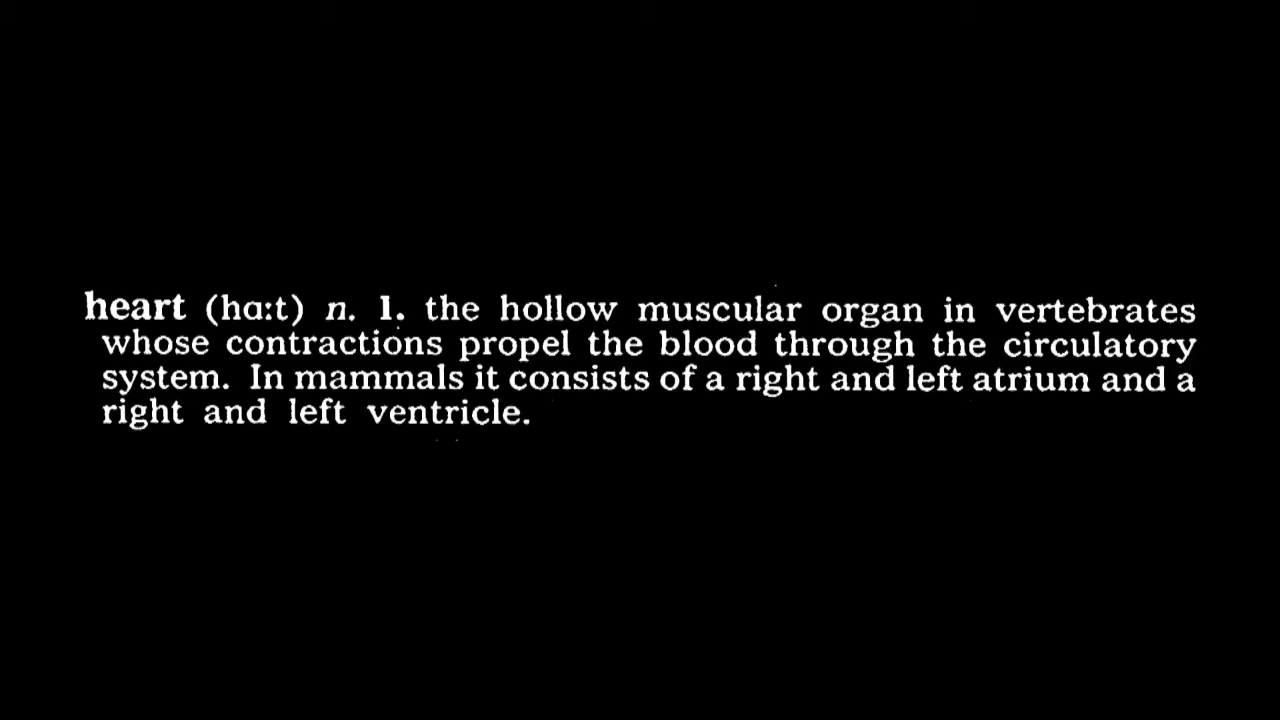 heart (hɑːt) n. 1. the hollow muscular organ in vertebrates
whose contractions propel the blood through the circulatory
system. In mammals it consists of a right and left atrium and a
right and left ventricle.